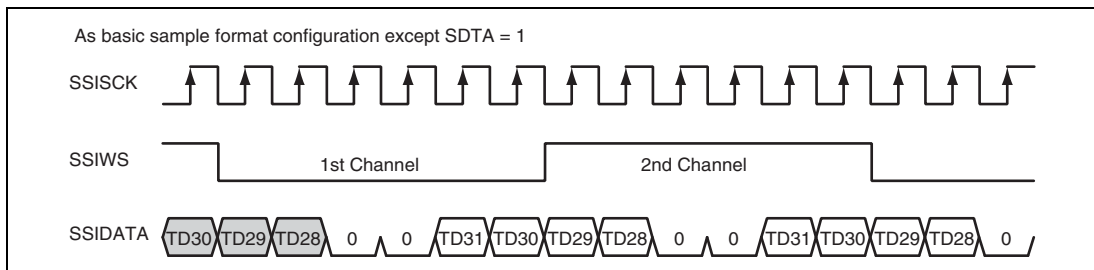 As basic sample format configuration except SDTA = 1
SSISCK
SSIWS 1st Channel 2nd Channel
SSIDATA TD30 TD29 TD28 0 0 TD31 TD30 TD29 TD28 0 0 TD31 TD30 TD29 TD28 0